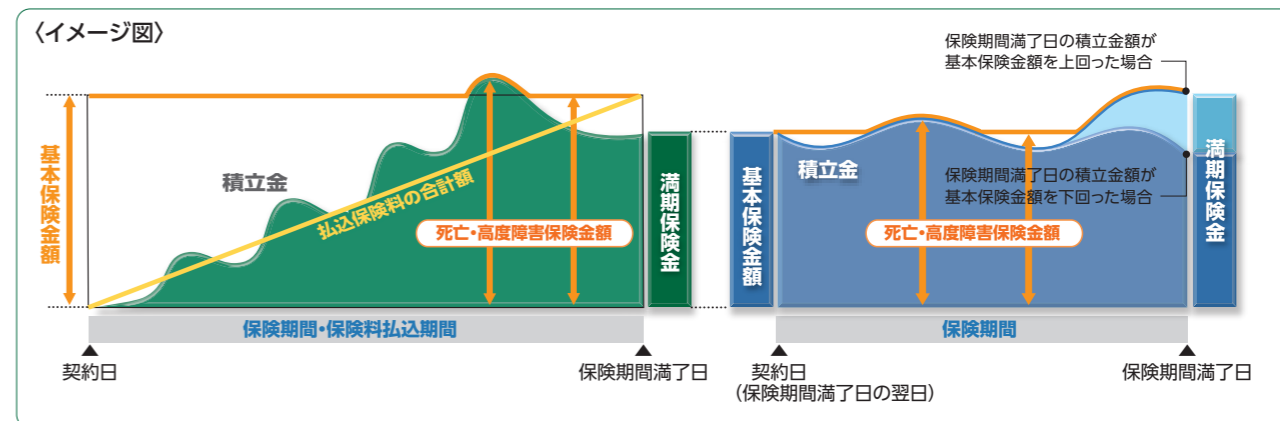 〈イメージ図〉
基本保険金額
積立金
払込保険料の合計額
死亡・高度障害保険金額
満期保険金
保険期間・保険料払込期間
契約日
保険期間満了日
保険期間満了日の積立金額が
基本保険金額を上回った場合
基本保険金額
積立金
保険期間満了日の積立金額が
基本保険金額を下回った場合
死亡・高度障害保険金額
満期保険金
保険期間
契約日
(保険期間満了日の翌日)
保険期間満了日